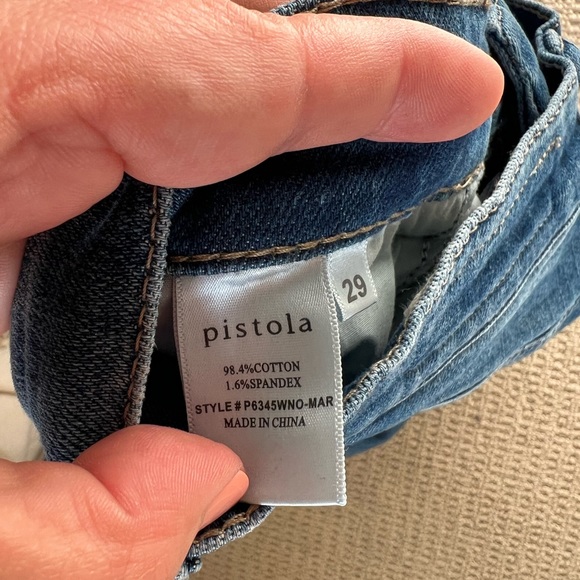 pistola
29
98.4%COTTON
1.6%SPANDEX
STYLE # P6345WNO-MAR
MADE IN CHINA